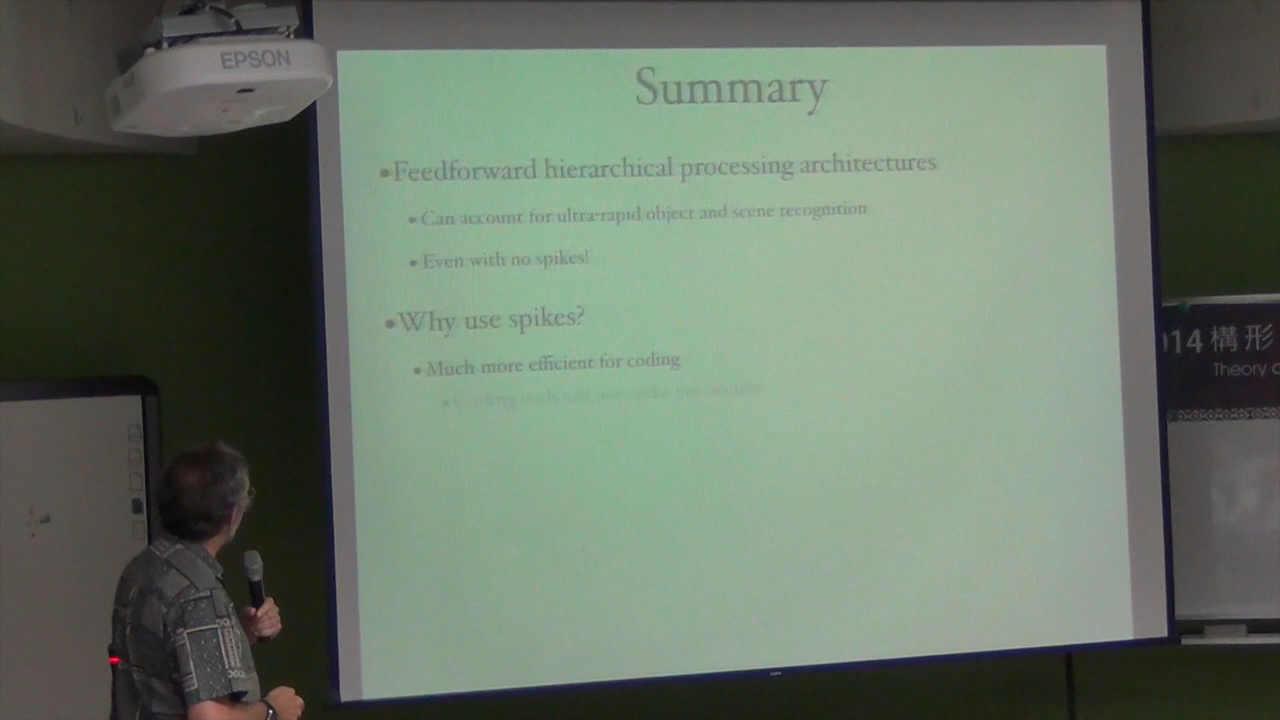 EPSON
Summary
•Feedforward hierarchical processing architectures
• Can account for ultra-rapid object and scene recognition
• Even with no spikes!
•Why use spikes?
• Much more efficient for coding
014 構形
Theory